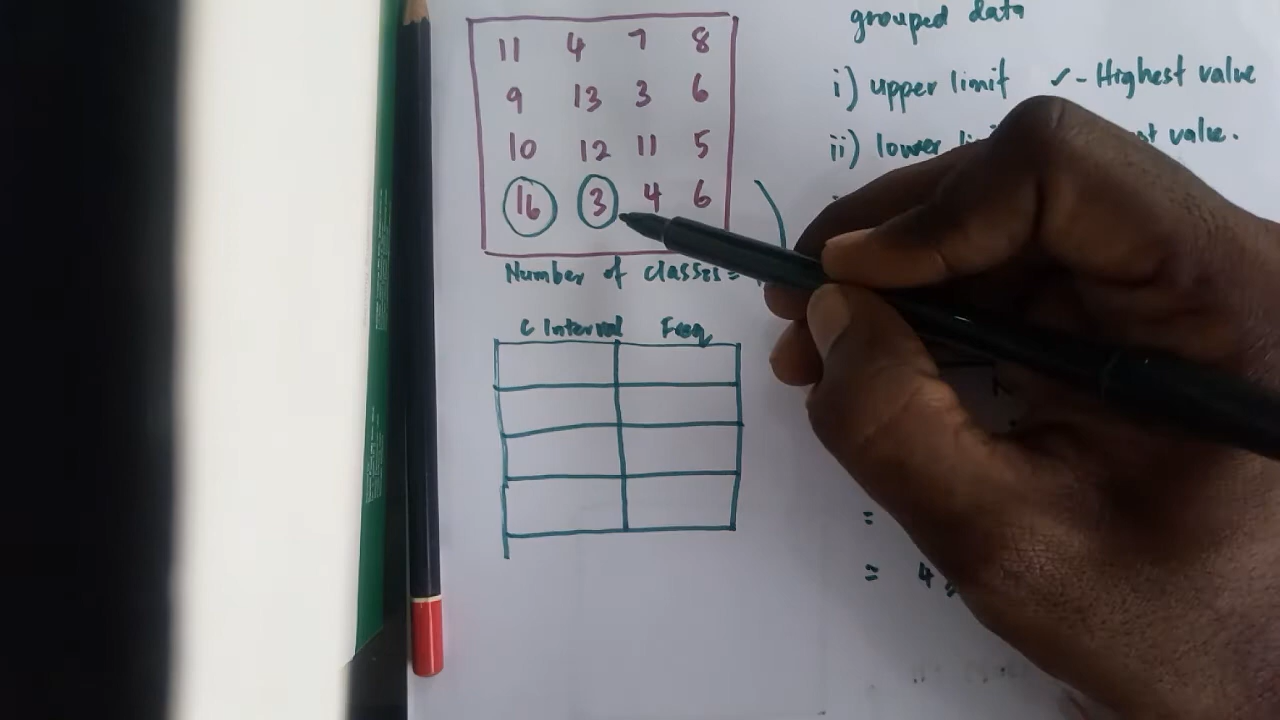 11 4 7 8
9 13 3 6
10 12 11 5
16 3 4 6
Number of classes =
C Interval Freq
grouped data
i) upper limit ✓ - Highest value
ii) lower value.
=
= 4